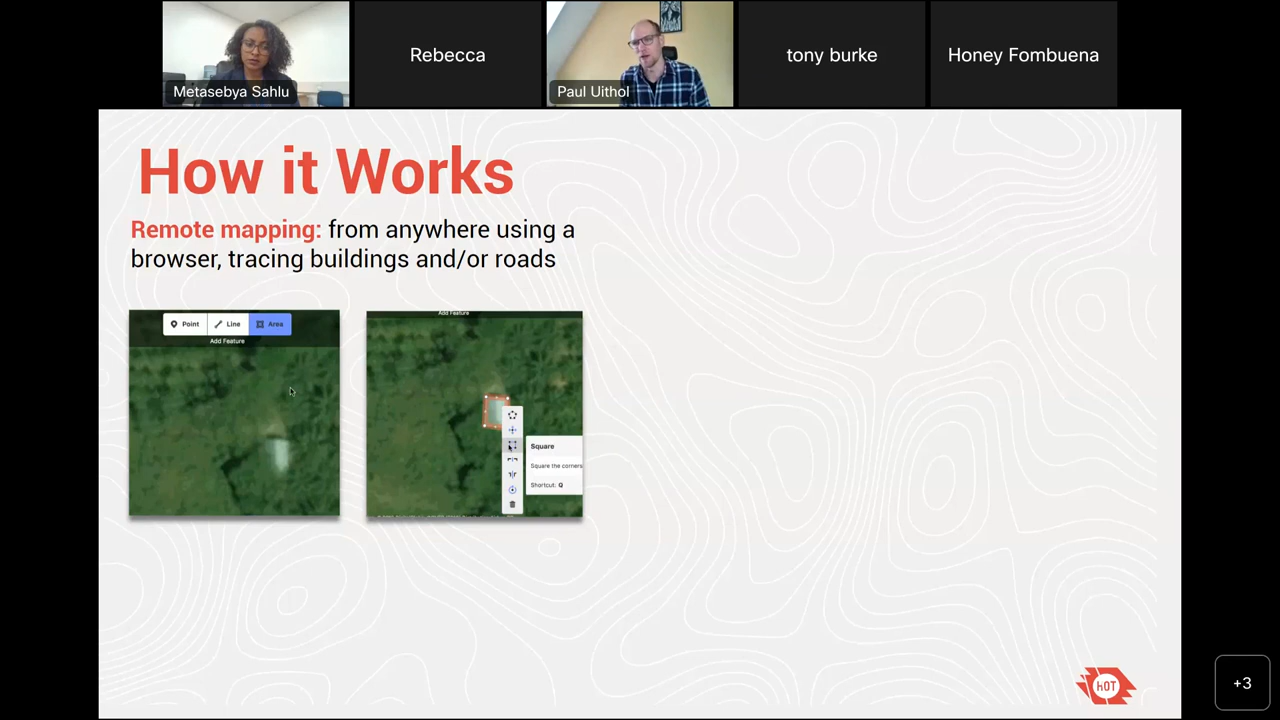 Metasebya Sahlu
Rebecca
Paul Uithol
tony burke
Honey Fombuena
How it Works
Remote mapping: from anywhere using a
browser, tracing buildings and/or roads
Point Line Area
Add Feature
Add Feature
Square
Square the corners
Shortcut: Q
hOT
+3